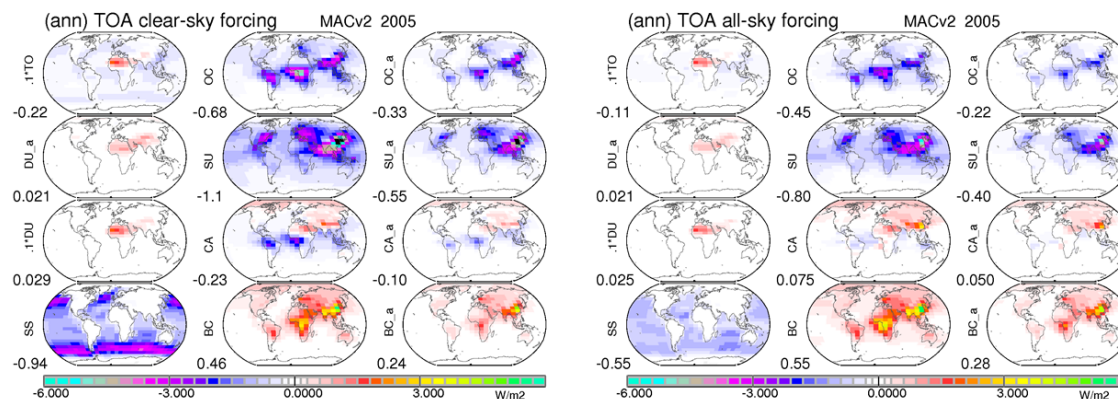 (ann) TOA clear-sky forcing MACv2 2005
.1*TO
OC
OC_a
-0.22
-0.68
-0.33
DU_a
SU
SU_a
0.021
-1.1
-0.55
.1*DU
CA
CA_a
0.029
-0.23
-0.10
SS
BC
BC_a
-0.94
0.46
0.24
-6.000 -3.000 0.0000 3.000 W/m2
(ann) TOA all-sky forcing MACv2 2005
.1*TO
OC
OC_a
-0.11
-0.45
-0.22
DU_a
SU
SU_a
0.021
-0.80
-0.40
.1*DU
CA
CA_a
0.025
0.075
0.050
SS
BC
BC_a
-0.55
0.55
0.28
-6.000 -3.000 0.0000 3.000 W/m2